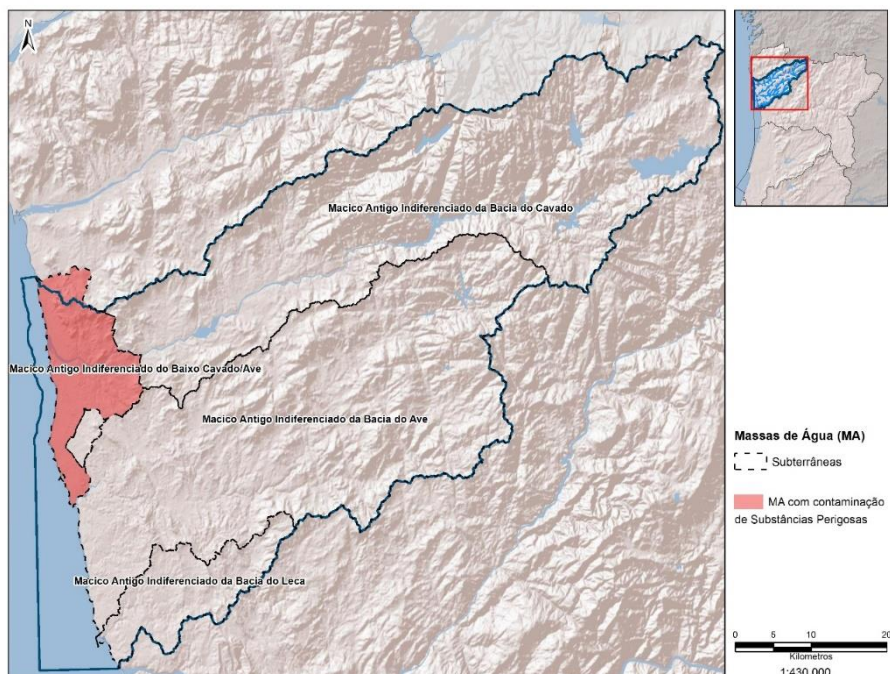 N
Macico Antigo Indiferenciado da Bacia do Cavado
Macico Antigo Indiferenciado do Baixo Cavado/Ave
Macico Antigo Indiferenciado da Bacia do Ave
Macico Antigo Indiferenciado da Bacia do Leca
Massas de Água (MA)
Subterrâneas
MA com contaminação
de Substâncias Perigosas
0 5 10 20
Kilometros
1:430.000